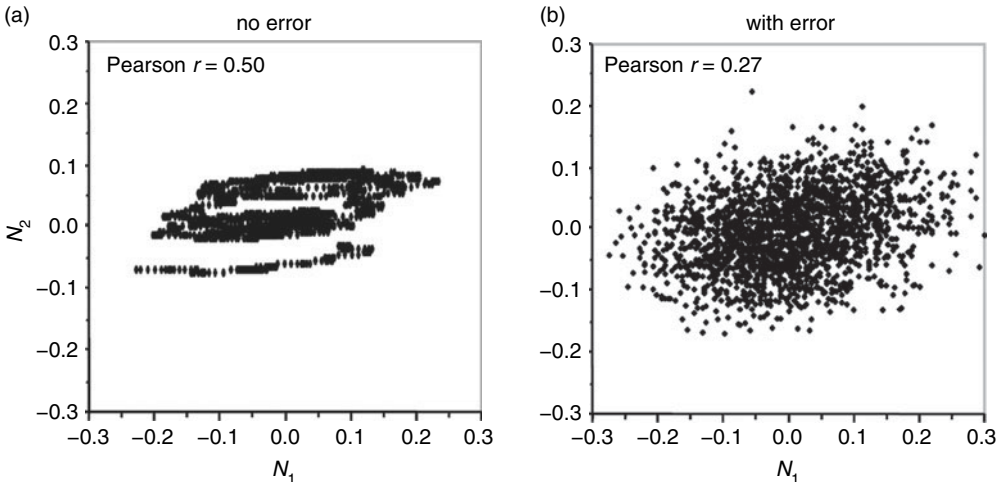 (a)
no error
Pearson r = 0.50
0.3
0.2
0.1
0.0
−0.1
−0.2
−0.3
N2
−0.3 −0.2 −0.1 0.0 0.1 0.2 0.3
N1
(b)
with error
Pearson r = 0.27
0.3
0.2
0.1
0.0
−0.1
−0.2
−0.3
−0.3 −0.2 −0.1 0.0 0.1 0.2 0.3
N1